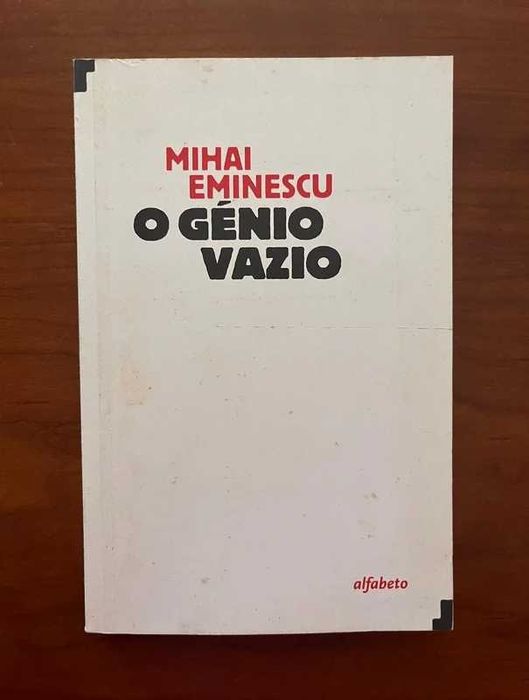 MIHAI
EMINESCU
O GÉNIO
VAZIO
alfabeto